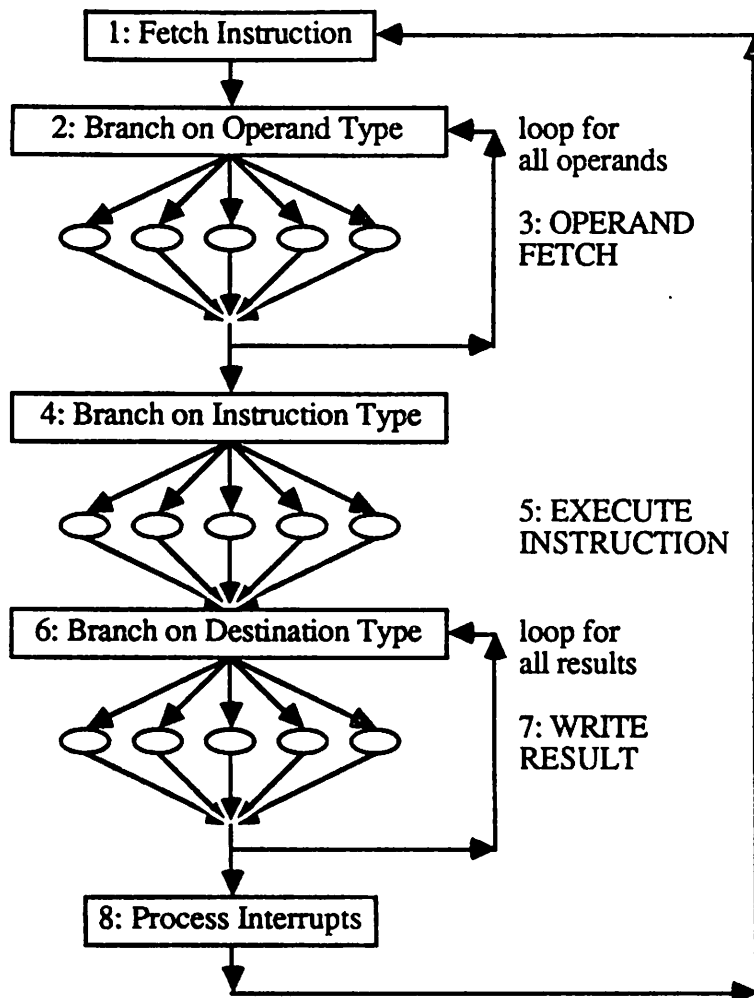 1: Fetch Instruction
2: Branch on Operand Type
loop for
all operands
3: OPERAND
FETCH
4: Branch on Instruction Type
5: EXECUTE
INSTRUCTION
6: Branch on Destination Type
loop for
all results
7: WRITE
RESULT
8: Process Interrupts